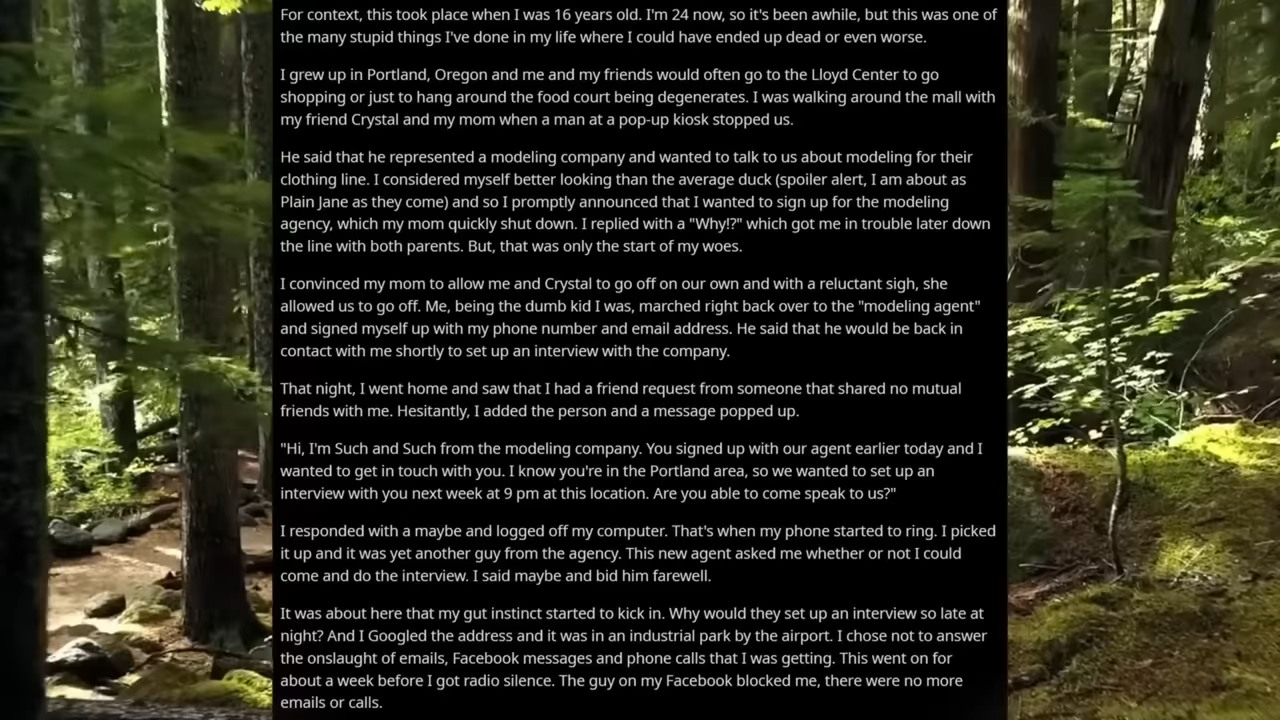 For context, this took place when I was 16 years old. I'm 24 now, so it's been awhile, but this was one of
the many stupid things I've done in my life where I could have ended up dead or even worse.
I grew up in Portland, Oregon and me and my friends would often go to the Lloyd Center to go
shopping or just to hang around the food court being degenerates. I was walking around the mall with
my friend Crystal and my mom when a man at a pop-up kiosk stopped us.
He said that he represented a modeling company and wanted to talk to us about modeling for their
clothing line. I considered myself better looking than the average duck (spoiler alert, I am about as
Plain Jane as they come) and so I promptly announced that I wanted to sign up for the modeling
agency, which my mom quickly shut down. I replied with a "Why!?" which got me in trouble later down
the line with both parents. But, that was only the start of my woes.
I convinced my mom to allow me and Crystal to go off on our own and with a reluctant sigh, she
allowed us to go off. Me, being the dumb kid I was, marched right back over to the "modeling agent"
and signed myself up with my phone number and email address. He said that he would be back in
contact with me shortly to set up an interview with the company.
That night, I went home and saw that I had a friend request from someone that shared no mutual
friends with me. Hesitantly, I added the person and a message popped up.
"Hi, I'm Such and Such from the modeling company. You signed up with our agent earlier today and I
wanted to get in touch with you. I know you're in the Portland area, so we wanted to set up an
interview with you next week at 9 pm at this location. Are you able to come speak to us?"
I responded with a maybe and logged off my computer. That's when my phone started to ring. I picked
it up and it was yet another guy from the agency. This new agent asked me whether or not I could
come and do the interview. I said maybe and bid him farewell.
It was about here that my gut instinct started to kick in. Why would they set up an interview so late at
night? And I Googled the address and it was in an industrial park by the airport. I chose not to answer
the onslaught of emails, Facebook messages and phone calls that I was getting. This went on for
about a week before I got radio silence. The guy on my Facebook blocked me, there were no more
emails or calls.